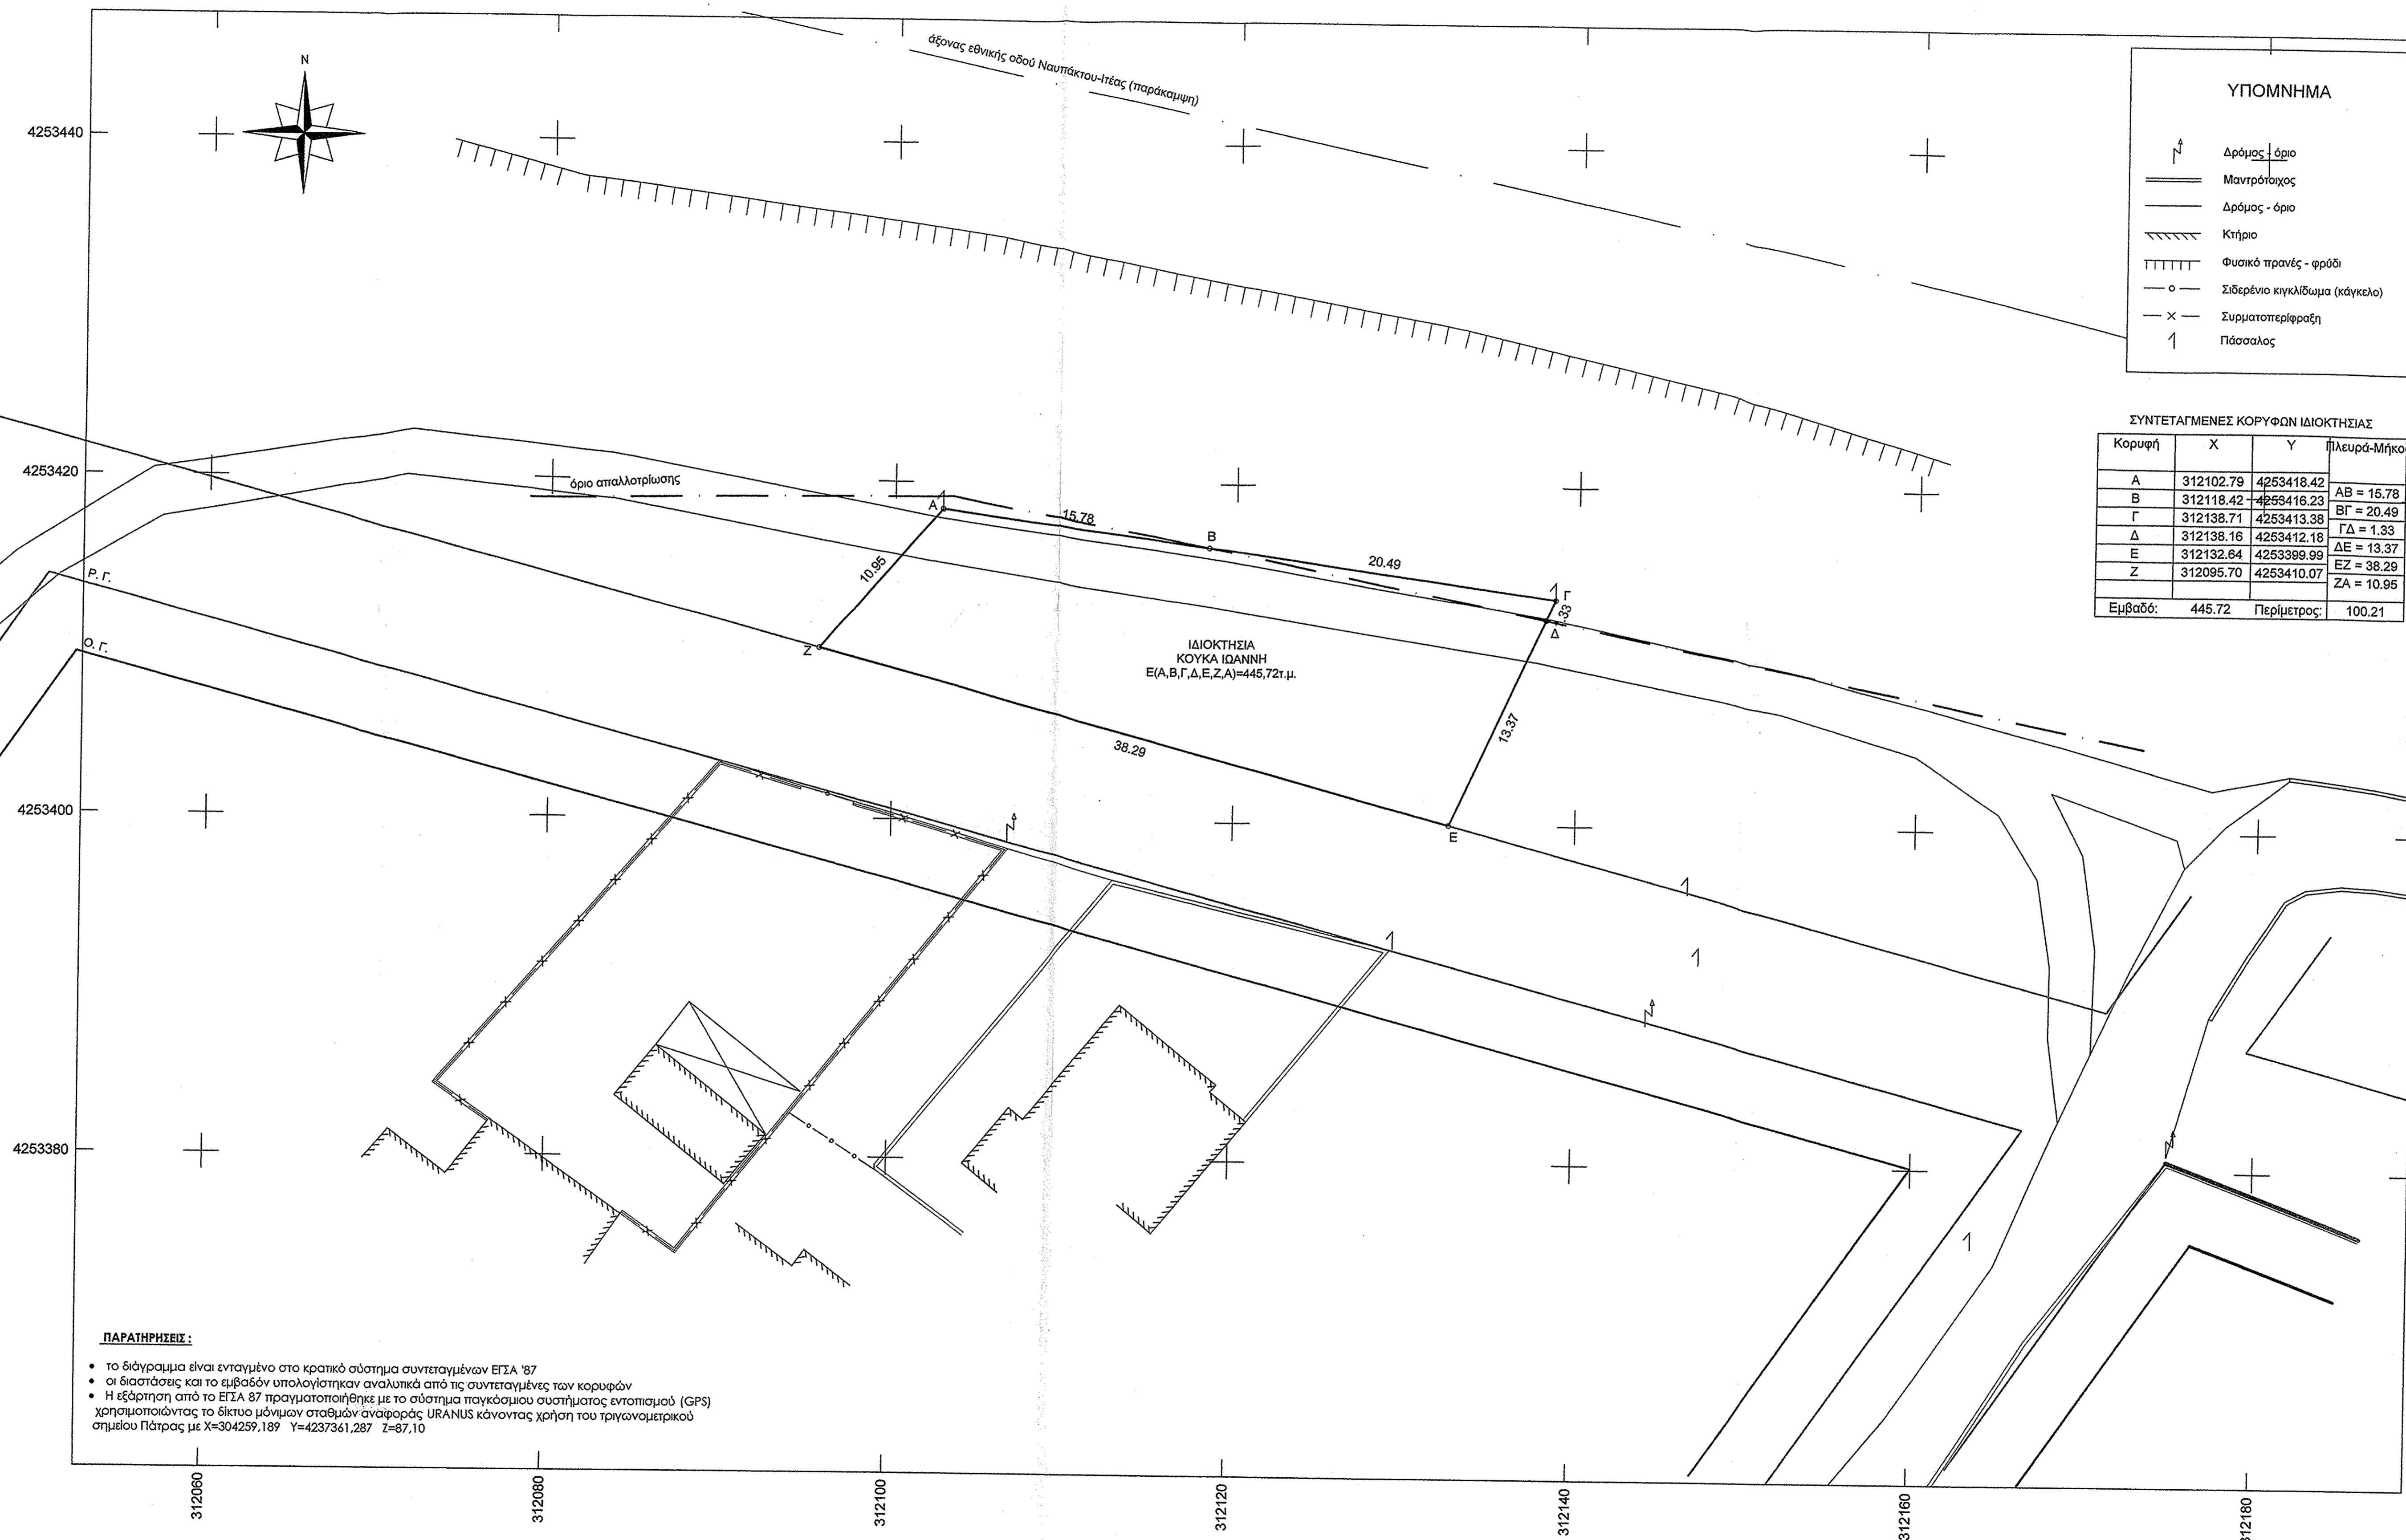 N
άξονας εθνικής οδού Ναυπάκτου-Ιτέας (παράκαμψη)
4253440
4253420
4253400
4253380
ΥΠΟΜΝΗΜΑ
Δρόμος - όριο
Μαντρότοιχος
Δρόμος - όριο
Κτήριο
Φυσικό πρανές - φρύδι
Σιδερένιο κιγκλίδωμα (κάγκελο)
Συρματοπερίφραξη
Πάσσαλος
ΣΥΝΤΕΤΑΓΜΕΝΕΣ ΚΟΡΥΦΩΝ ΙΔΙΟΚΤΗΣΙΑΣ
Κορυφή X Y Πλευρά-Μήκο
Α 312102.79 4253418.42
ΑΒ = 15.78
Β 312118.42 4253416.23
ΒΓ = 20.49
Γ 312138.71 4253413.38
ΓΔ = 1.33
Δ 312138.16 4253412.18
ΔΕ = 13.37
Ε 312132.64 4253399.99
ΕΖ = 38.29
Ζ 312095.70 4253410.07
ΖΑ = 10.95
Εμβαδό: 445.72 Περίμετρος: 100.21
όριο απαλλοτρίωσης
Α
15.78
Β
20.49
Γ
1.33
Δ
10.95
Ζ
13.37
38.29
Ε
Ρ. Γ.
Ο. Γ.
ΙΔΙΟΚΤΗΣΙΑ
ΚΟΥΚΑ ΙΩΑΝΝΗ
Ε(Α,Β,Γ,Δ,Ε,Ζ,Α)=445,72τ.μ.
ΠΑΡΑΤΗΡΗΣΕΙΣ :
• το διάγραμμα είναι ενταγμένο στο κρατικό σύστημα συντεταγμένων ΕΓΣΑ '87
• οι διαστάσεις και το εμβαδόν υπολογίστηκαν αναλυτικά από τις συντεταγμένες των κορυφών
• Η εξάρτηση από το ΕΓΣΑ 87 πραγματοποιήθηκε με το σύστημα παγκόσμιου συστήματος εντοπισμού (GPS)
χρησιμοποιώντας το δίκτυο μόνιμων σταθμών αναφοράς URANUS κάνοντας χρήση του τριγωνομετρικού
σημείου Πάτρας με Χ=304259,189 Υ=4237361,287 Ζ=87,10
312060
312080
312100
312120
312140
312160
312180